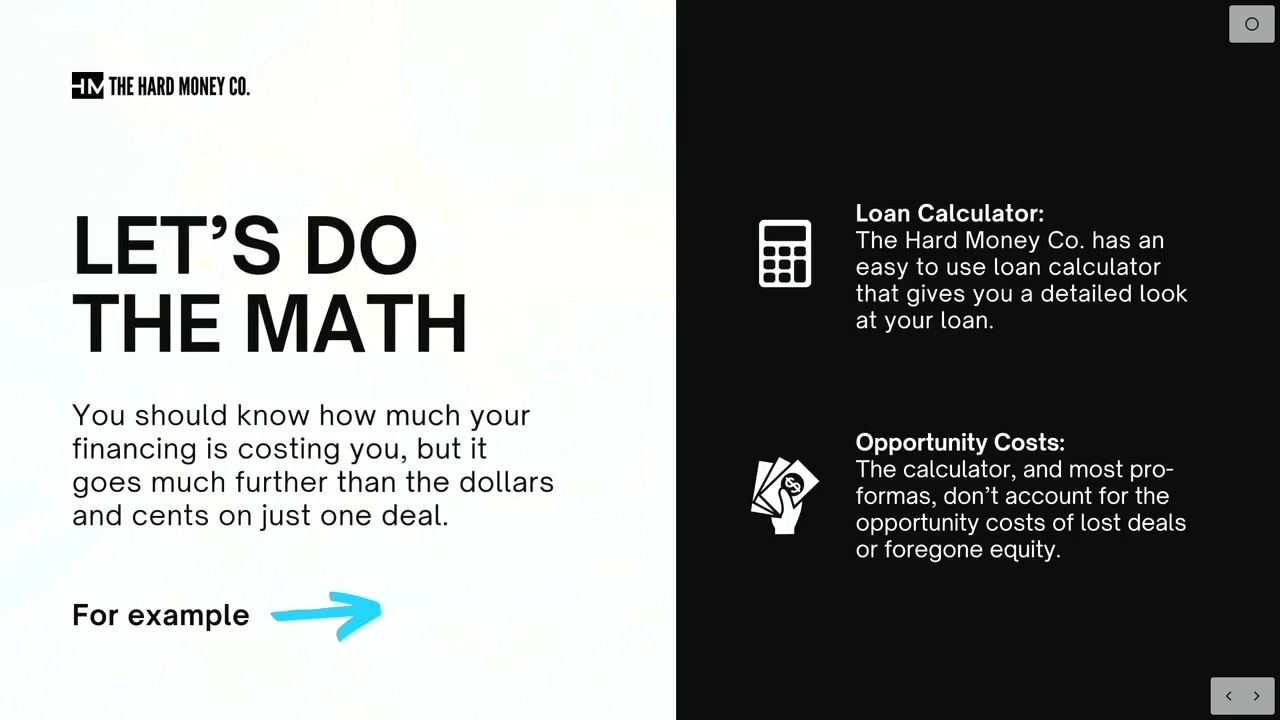 HM THE HARD MONEY CO.
LET’S DO
THE MATH
You should know how much your
financing is costing you, but it
goes much further than the dollars
and cents on just one deal.
For example
Loan Calculator:
The Hard Money Co. has an
easy to use loan calculator
that gives you a detailed look
at your loan.
Opportunity Costs:
The calculator, and most pro-
formas, don’t account for the
opportunity costs of lost deals
or foregone equity.